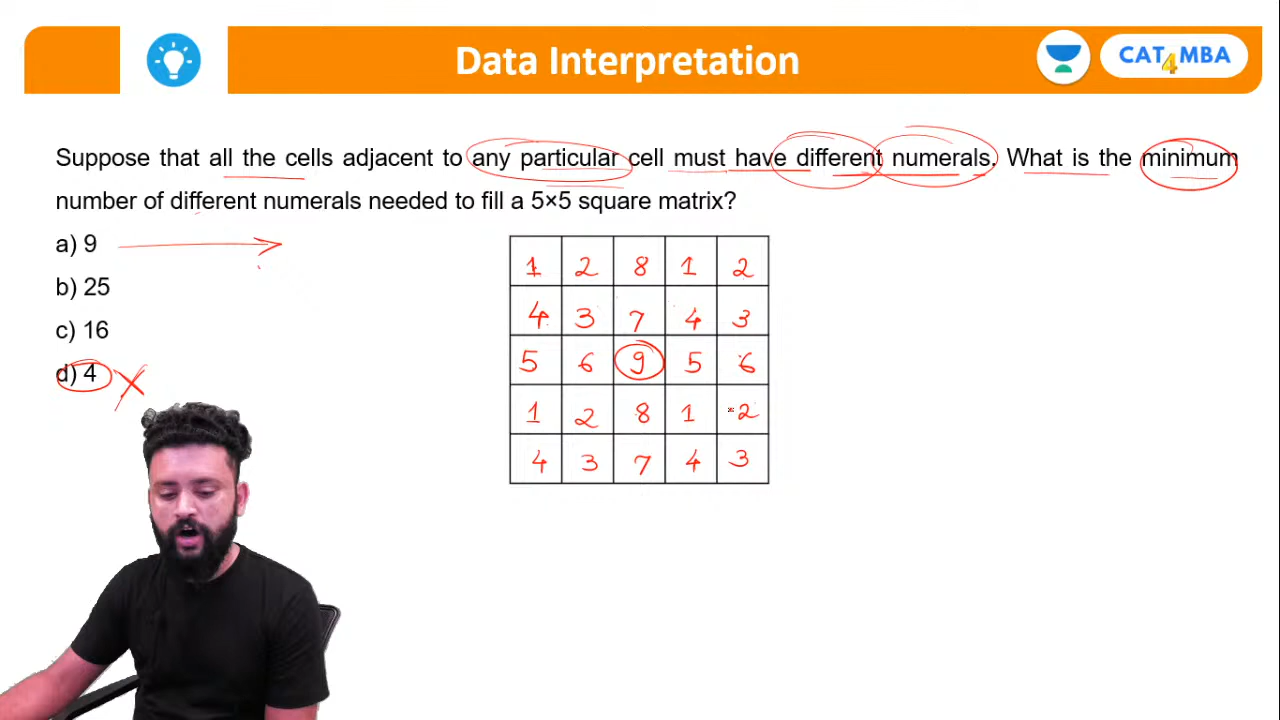 Data Interpretation
CAT4MBA
Suppose that all the cells adjacent to any particular cell must have different numerals. What is the minimum
number of different numerals needed to fill a 5×5 square matrix?
a) 9
b) 25
c) 16
d) 4
1 2 8 1 2
4 3 7 4 3
5 6 9 5 6
1 2 8 1 2
4 3 7 4 3